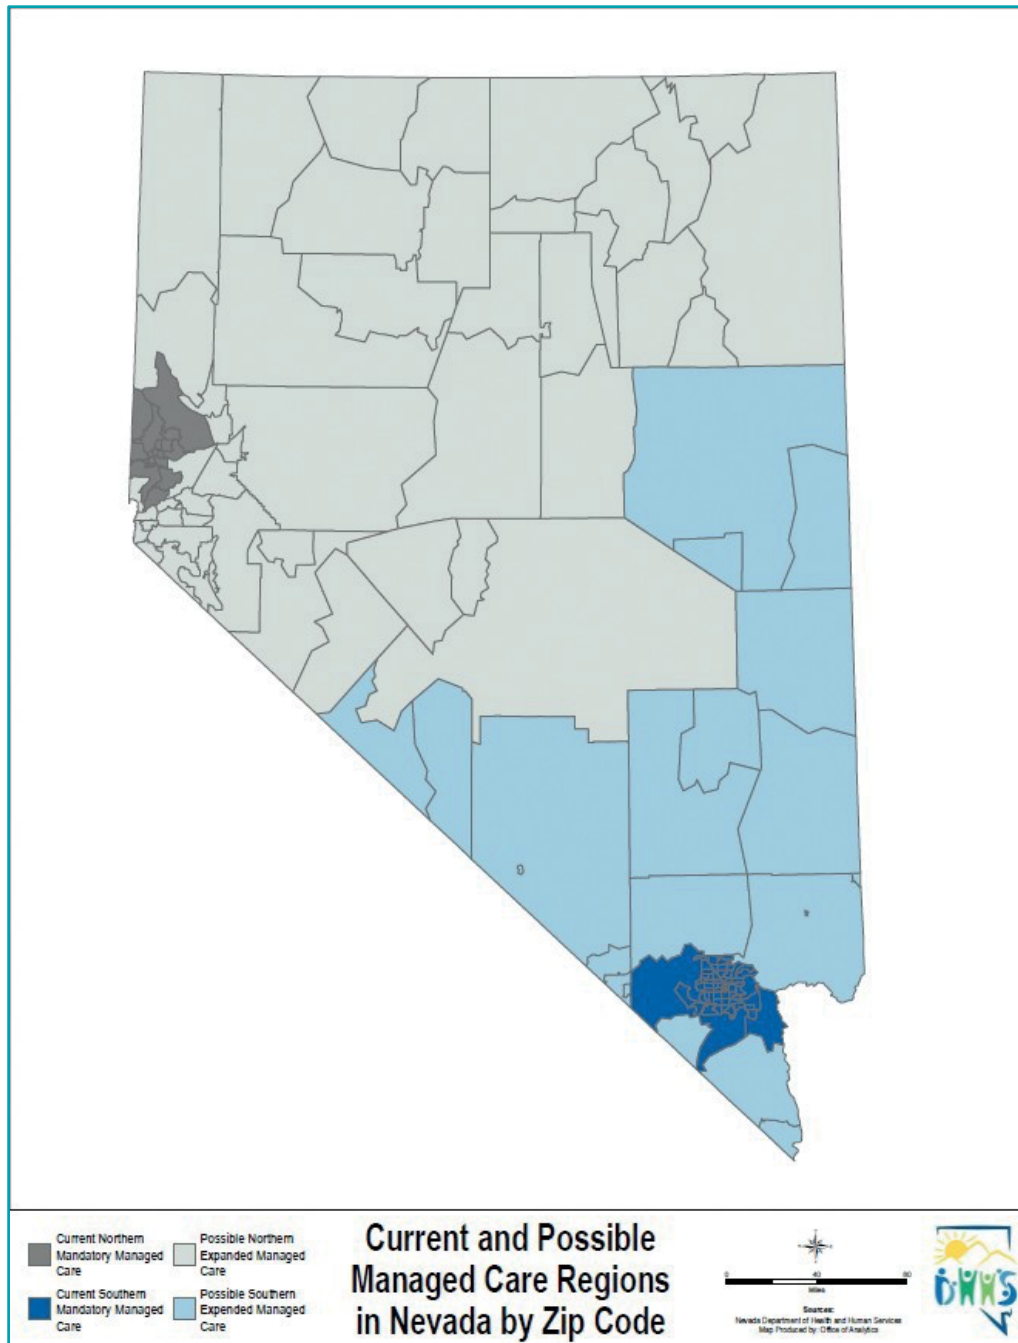 Current Northern
Mandatory Managed
Care
Possible Northern
Expanded Managed
Care
Current Southern
Mandatory Managed
Care
Possible Southern
Expended Managed
Care
Current and Possible
Managed Care Regions
in Nevada by Zip Code
0 40 80
Miles
Sources:
Nevada Department of Health and Human Services
Map Produced by: Office of Analytics
DHHS